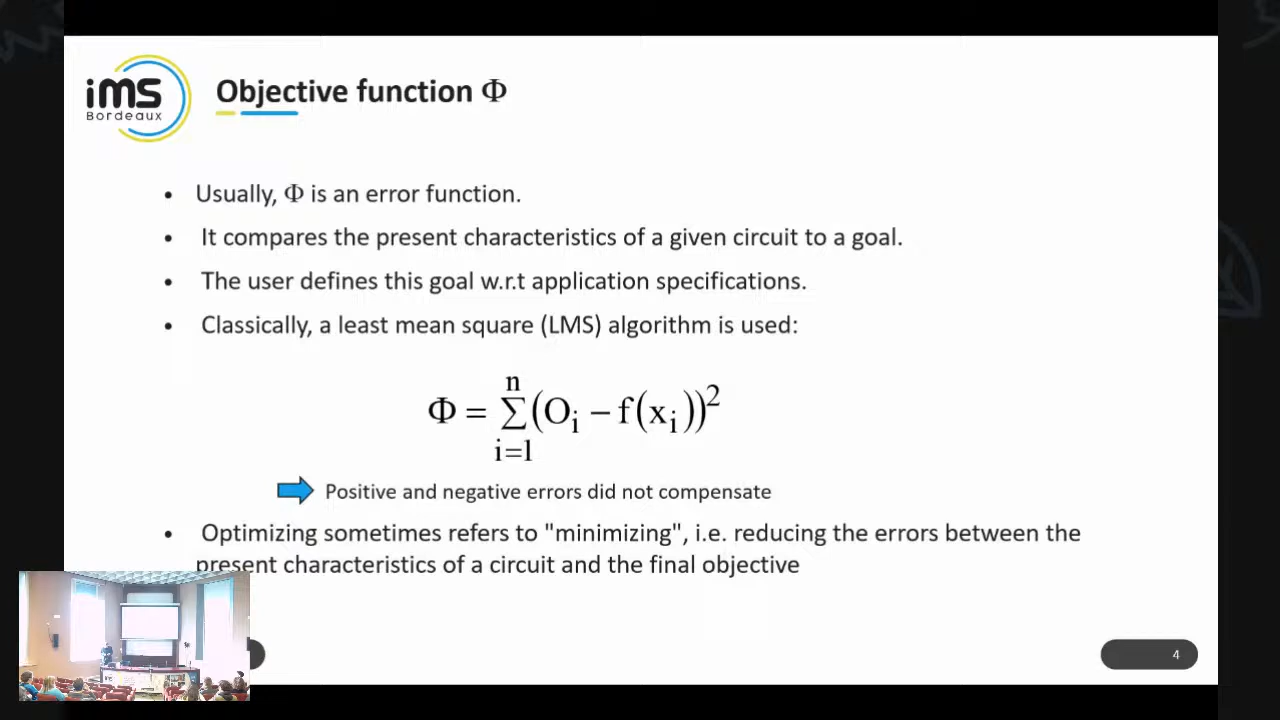 iMS
Bordeaux
Objective function Φ
• Usually, Φ is an error function.
• It compares the present characteristics of a given circuit to a goal.
• The user defines this goal w.r.t application specifications.
• Classically, a least mean square (LMS) algorithm is used:
Φ = ∑_{i=1}^{n} (O_i − f(x_i))^2
Positive and negative errors did not compensate
• Optimizing sometimes refers to "minimizing", i.e. reducing the errors between the
present characteristics of a circuit and the final objective
4